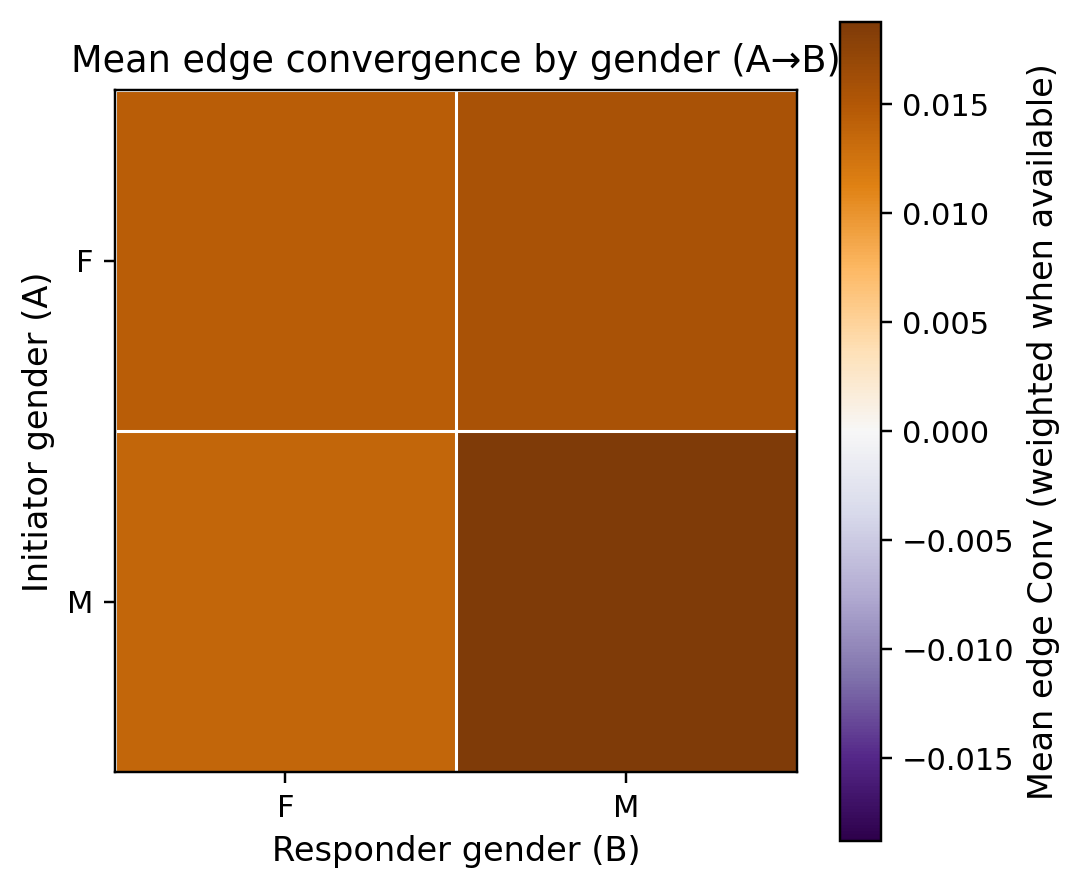 Mean edge convergence by gender (A→B)
Initiator gender (A)
F
M
F
M
Responder gender (B)
0.015
0.010
0.005
0.000
−0.005
−0.010
−0.015
Mean edge Conv (weighted when available)